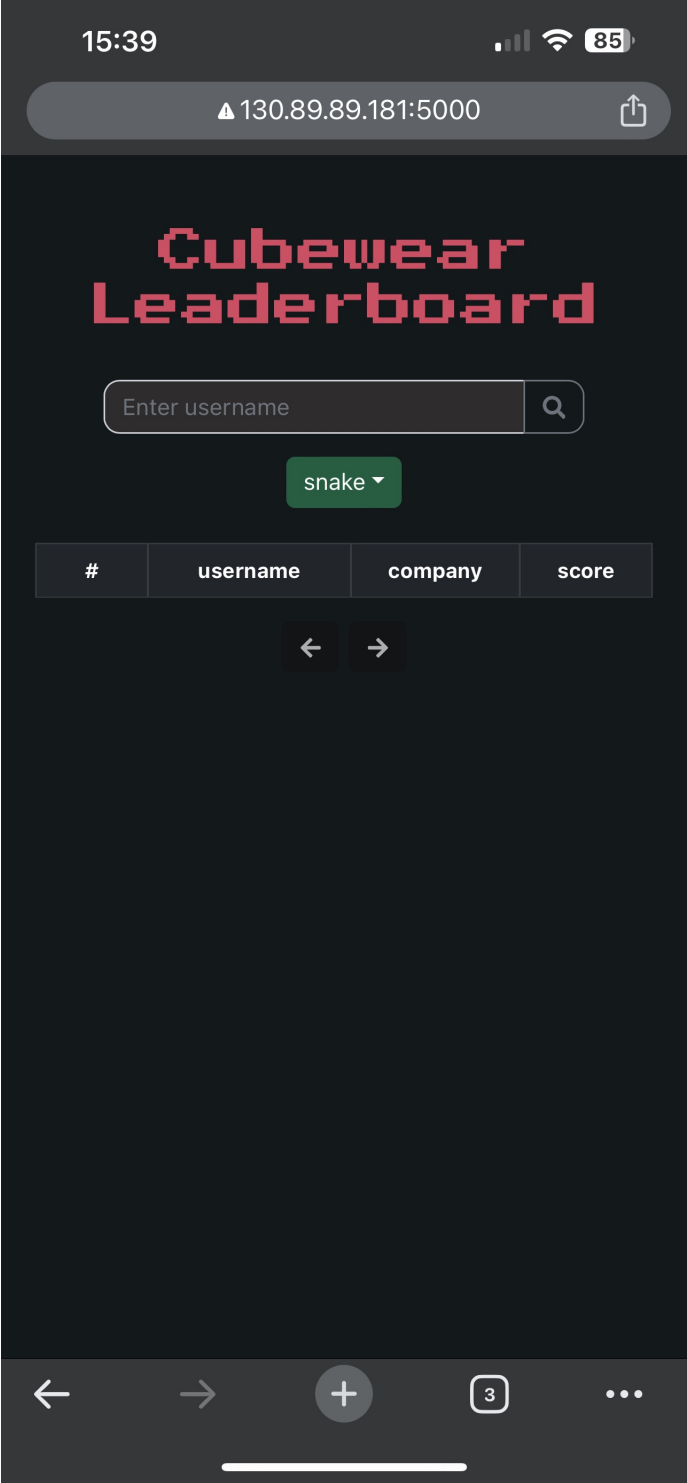 15:39
85
130.89.89.181:5000
Cubewear
Leaderboard
Enter username
snake
# username company score
3